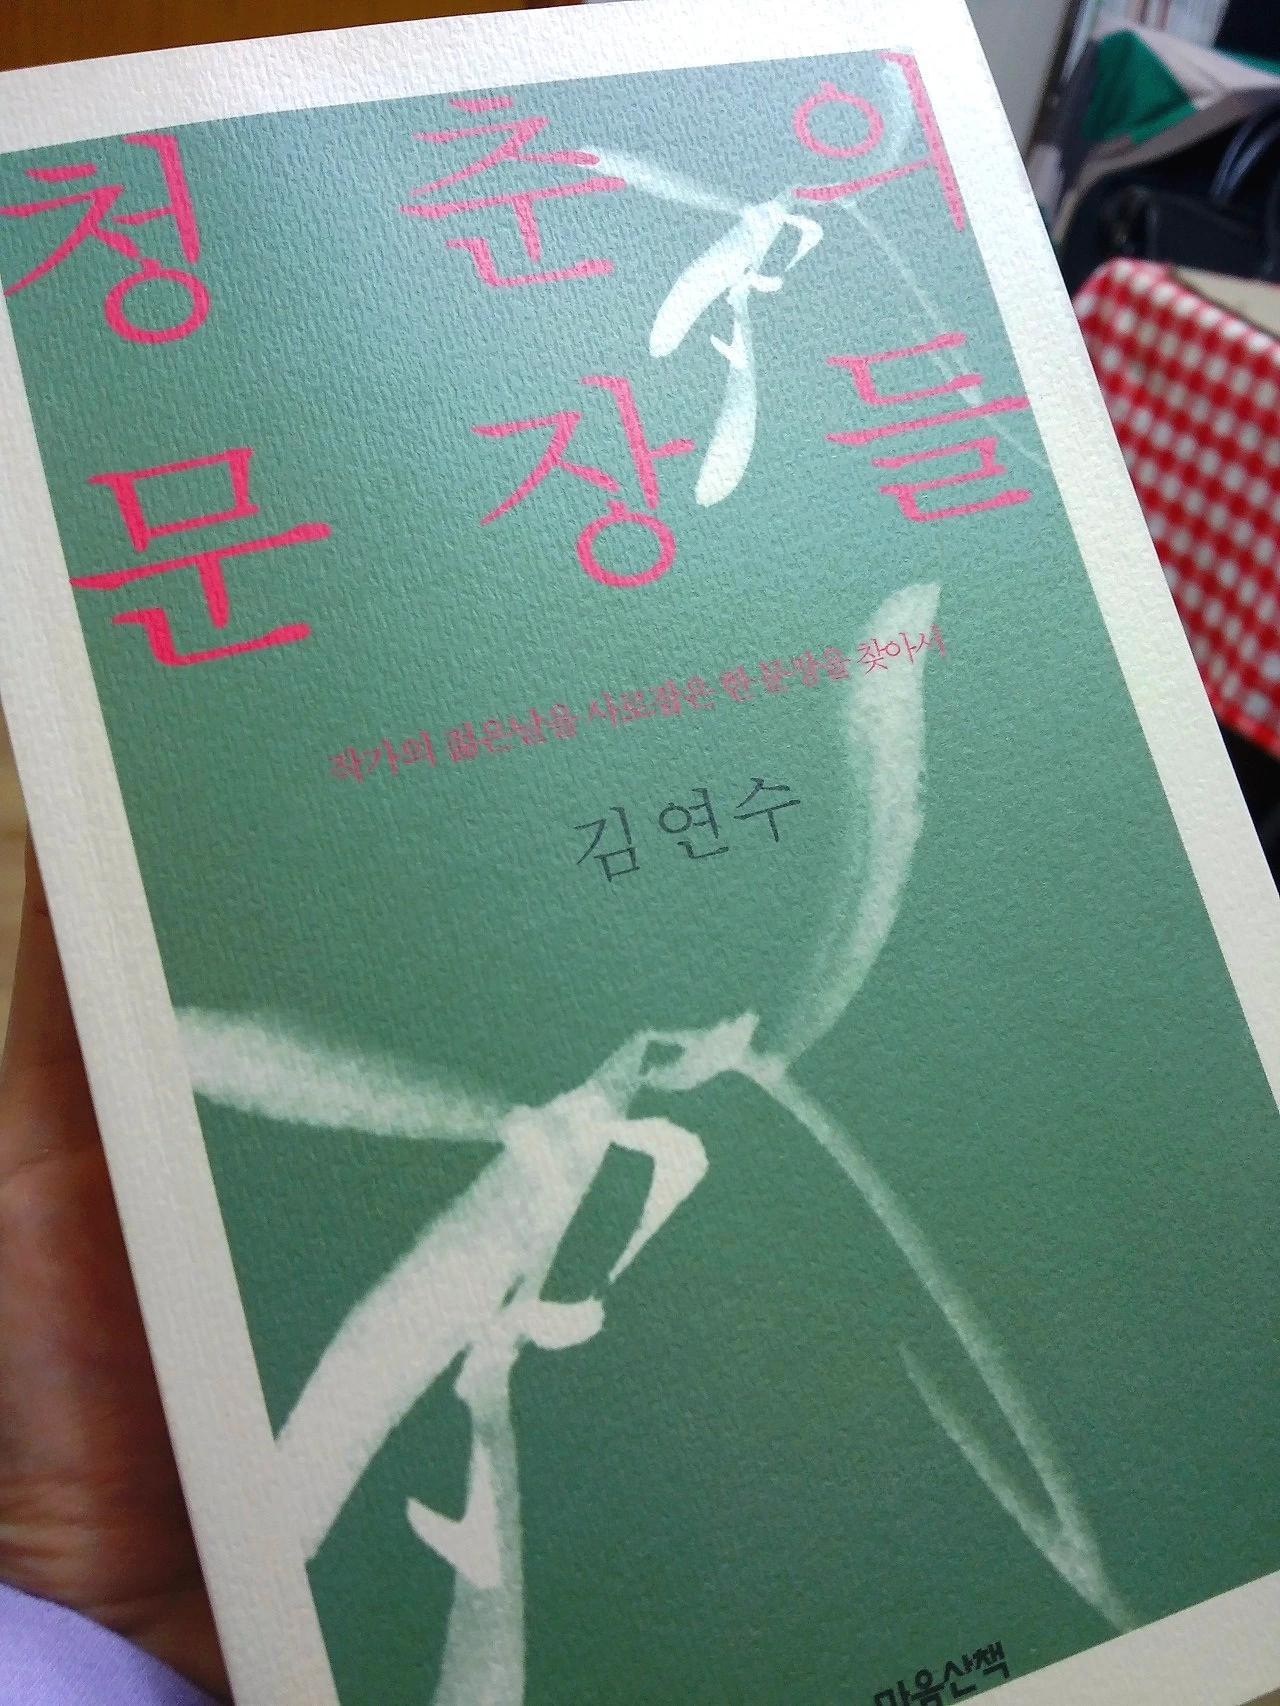 청춘의
문장들
작가의 젊은날을 사로잡은 한 문장을 찾아서
김연수
마음산책